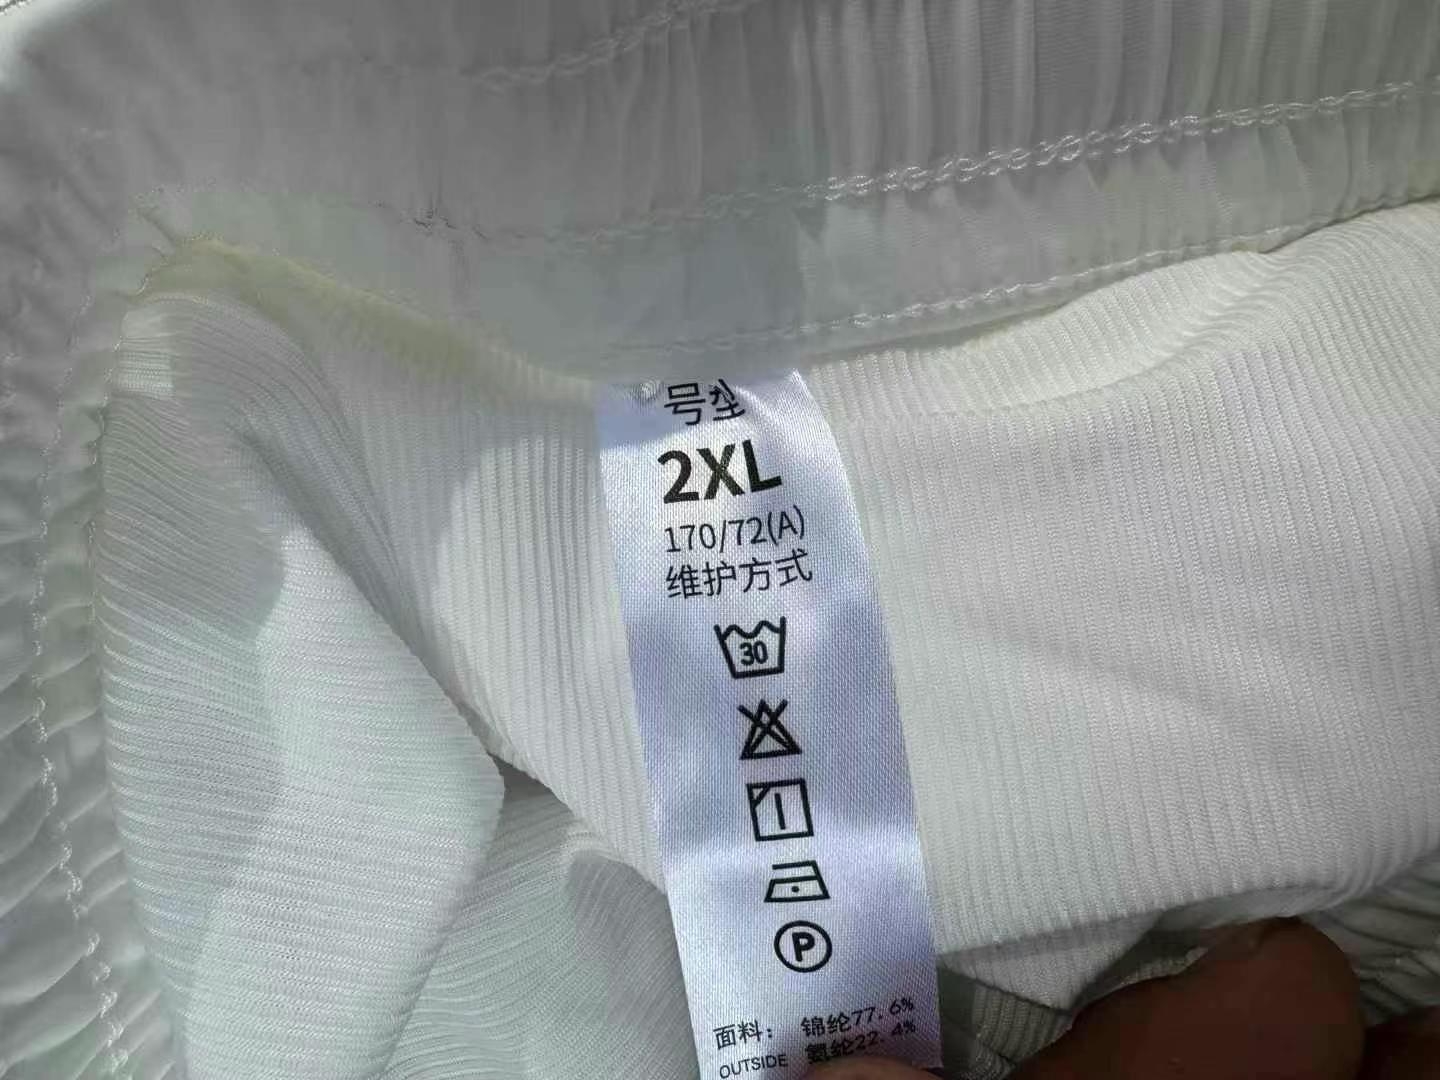 号型
2XL
170/72(A)
维护方式
30
P
面料： 锦纶77.6%
OUTSIDE 氨纶22.4%